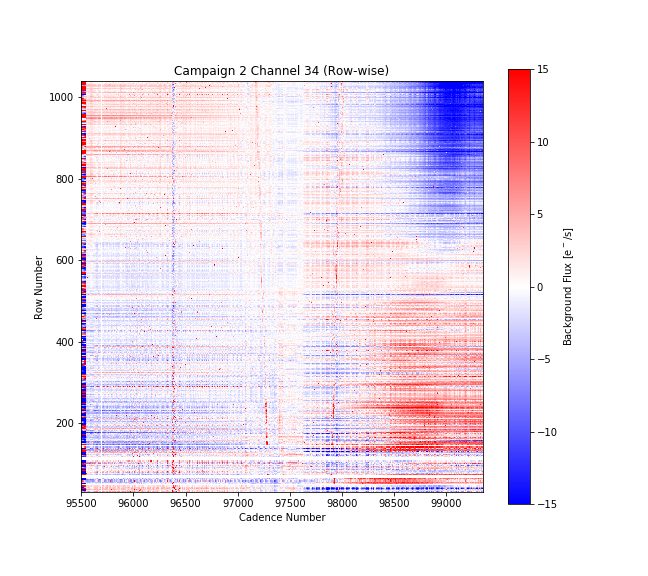 Campaign 2 Channel 34 (Row-wise)
1000
800
600
400
200
Row Number
95500 96000 96500 97000 97500 98000 98500 99000
Cadence Number
15
10
5
0
−5
−10
−15
Background Flux [e⁻/s]